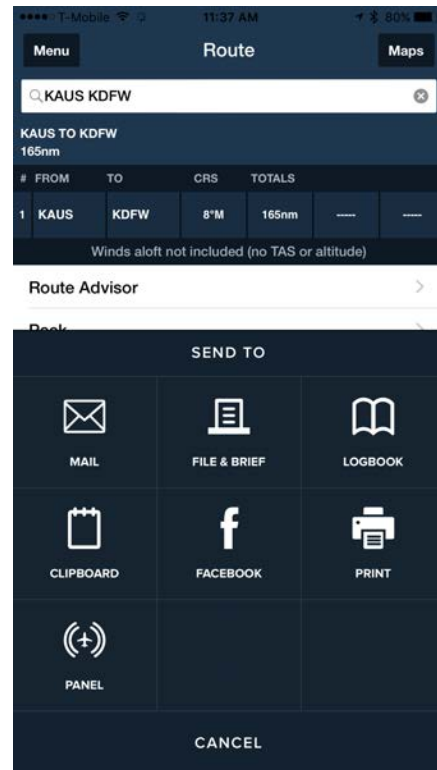 T-Mobile 11:37 AM 80%
Menu Route Maps
KAUS KDFW
KAUS TO KDFW
165nm
# FROM TO CRS TOTALS
1 KAUS KDFW 8°M 165nm ----- -----
Winds aloft not included (no TAS or altitude)
Route Advisor
SEND TO
MAIL FILE & BRIEF LOGBOOK
CLIPBOARD FACEBOOK PRINT
PANEL
CANCEL